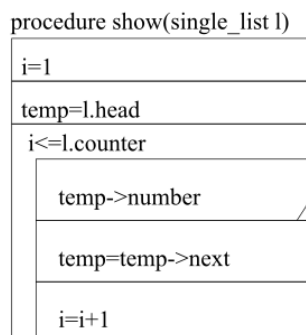 procedure show(single_list l)
i=1
temp=l.head
i<=l.counter
temp->number
temp=temp->next
i=i+1